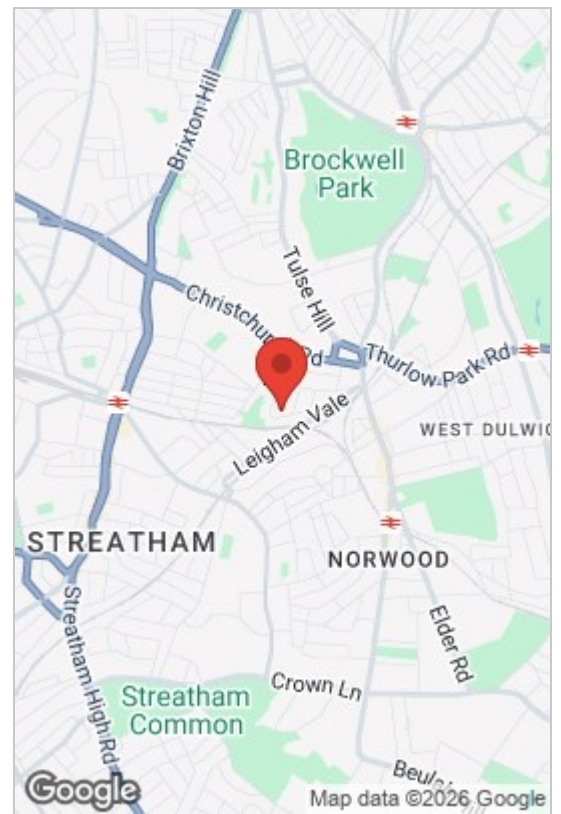 Brixton Hill
Brockwell
Park
Tulse Hill
Christchurch Rd
Thurlow Park Rd
Leigham Vale
WEST DULWIC
STREATHAM
NORWOOD
Elder Rd
Streatham High Rd
Crown Ln
Streatham
Common
Beula
Google
Map data ©2026 Google